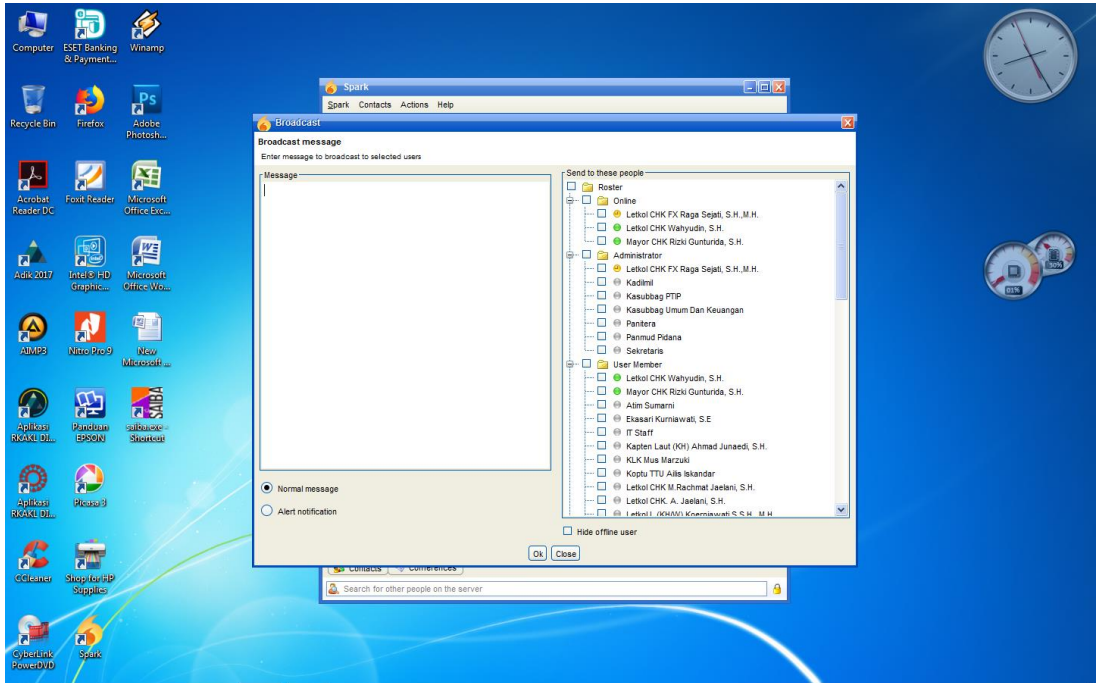 Computer
ESET Banking
& Payment...
Winamp
Recycle Bin
Firefox
Adobe
Photosh...
Acrobat
Reader DC
Foxit Reader
Microsoft
Office Exc...
Adik 2017
Intel® HD
Graphic...
Microsoft
Office Wo...
AIMP3
Nitro Pro 9
New
Microsoft ...
Aplikasi
RKAKL DI...
Panduan
EPSON
saiba.exe -
Shortcut
SAIBA
Aplikasi
RKAKL DI...
Picasa 3
CCleaner
Shop for HP
Supplies
CyberLink
PowerDVD
Spark
Spark
Spark Contacts Actions Help
Broadcast
Broadcast message
Enter message to broadcast to selected users
Message
Normal message
Alert notification
Send to these people
Roster
Online
Letkol CHK FX Raga Sejati, S.H.,M.H.
Letkol CHK Wahyudin, S.H.
Mayor CHK Rizki Gunturida, S.H.
Administrator
Letkol CHK FX Raga Sejati, S.H.,M.H.
Kadilmil
Kasubbag PTIP
Kasubbag Umum Dan Keuangan
Panitera
Panmud Pidana
Sekretaris
User Member
Letkol CHK Wahyudin, S.H.
Mayor CHK Rizki Gunturida, S.H.
Atim Sumarni
Ekasari Kurniawati, S.E
IT Staff
Kapten Laut (KH) Ahmad Junaedi, S.H.
KLK Mus Marzuki
Koptu TTU Ailis Iskandar
Letkol CHK M.Rachmat Jaelani, S.H.
Letkol CHK. A. Jaelani, S.H.
Letkol L (KH/W) Koerniawati S, S.H., M.H.
Hide offline user
Ok Close
Contacts Conferences
Search for other people on the server
Ps
30%
01%